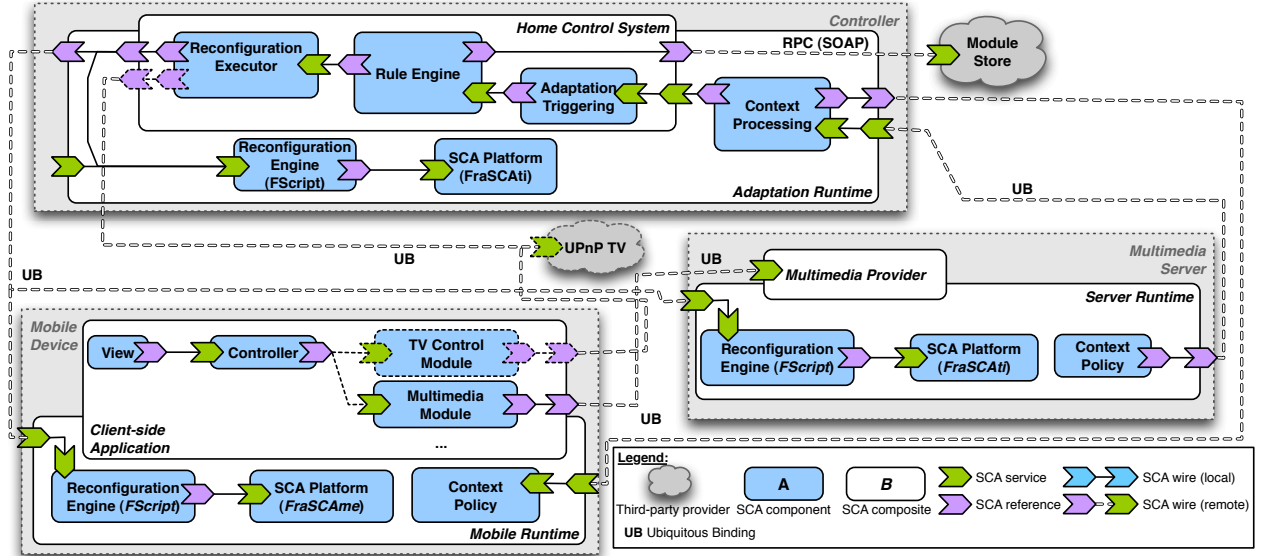 Controller
Home Control System
RPC (SOAP)
Module
Store
Reconfiguration
Executor
Rule Engine
Adaptation
Triggering
Context
Processing
Reconfiguration
Engine
(FScript)
SCA Platform
(FraSCAti)
Adaptation Runtime
UB
UB
UB
UB
UB
UPnP TV
Multimedia
Server
Multimedia Provider
Server Runtime
Reconfiguration
Engine (FScript)
SCA Platform
(FraSCAti)
Context
Policy
Mobile
Device
View
Controller
TV Control
Module
Multimedia
Module
...
Client-side
Application
Reconfiguration
Engine (FScript)
SCA Platform
(FraSCAme)
Context
Policy
Mobile Runtime
Legend:
Third-party provider
A
SCA component
B
SCA composite
SCA service
SCA reference
SCA wire (local)
SCA wire (remote)
UB Ubiquitous Binding